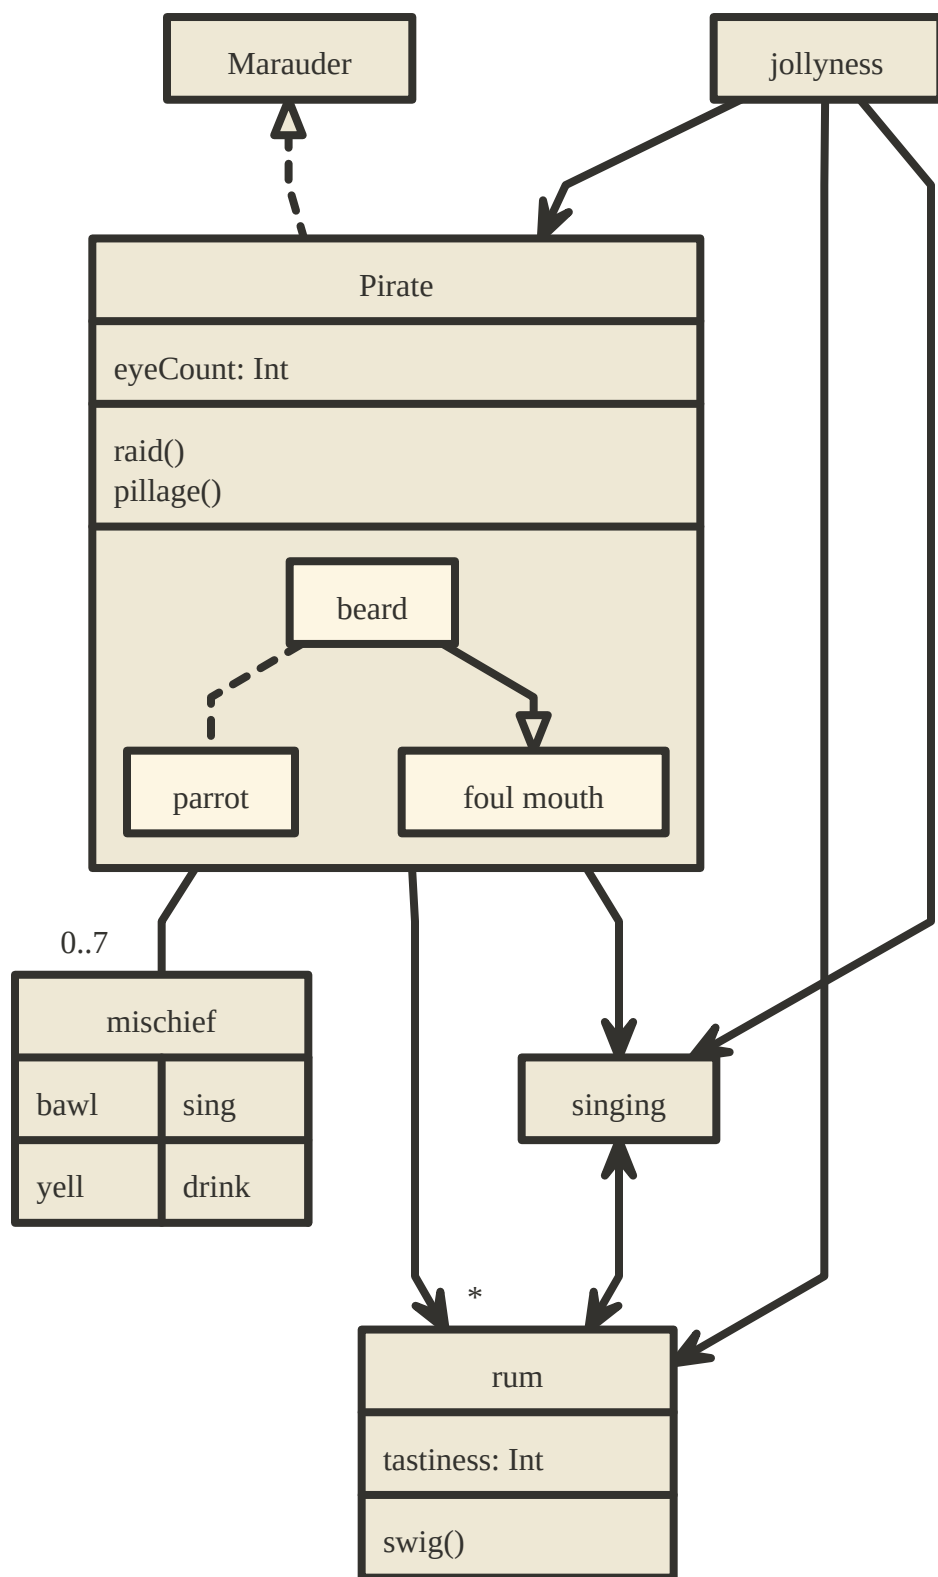 Marauder
jollyness
Pirate
eyeCount: Int
raid()
pillage()
beard
parrot
foul mouth
0..7
mischief
bawl
sing
yell
drink
singing
*
rum
tastiness: Int
swig()